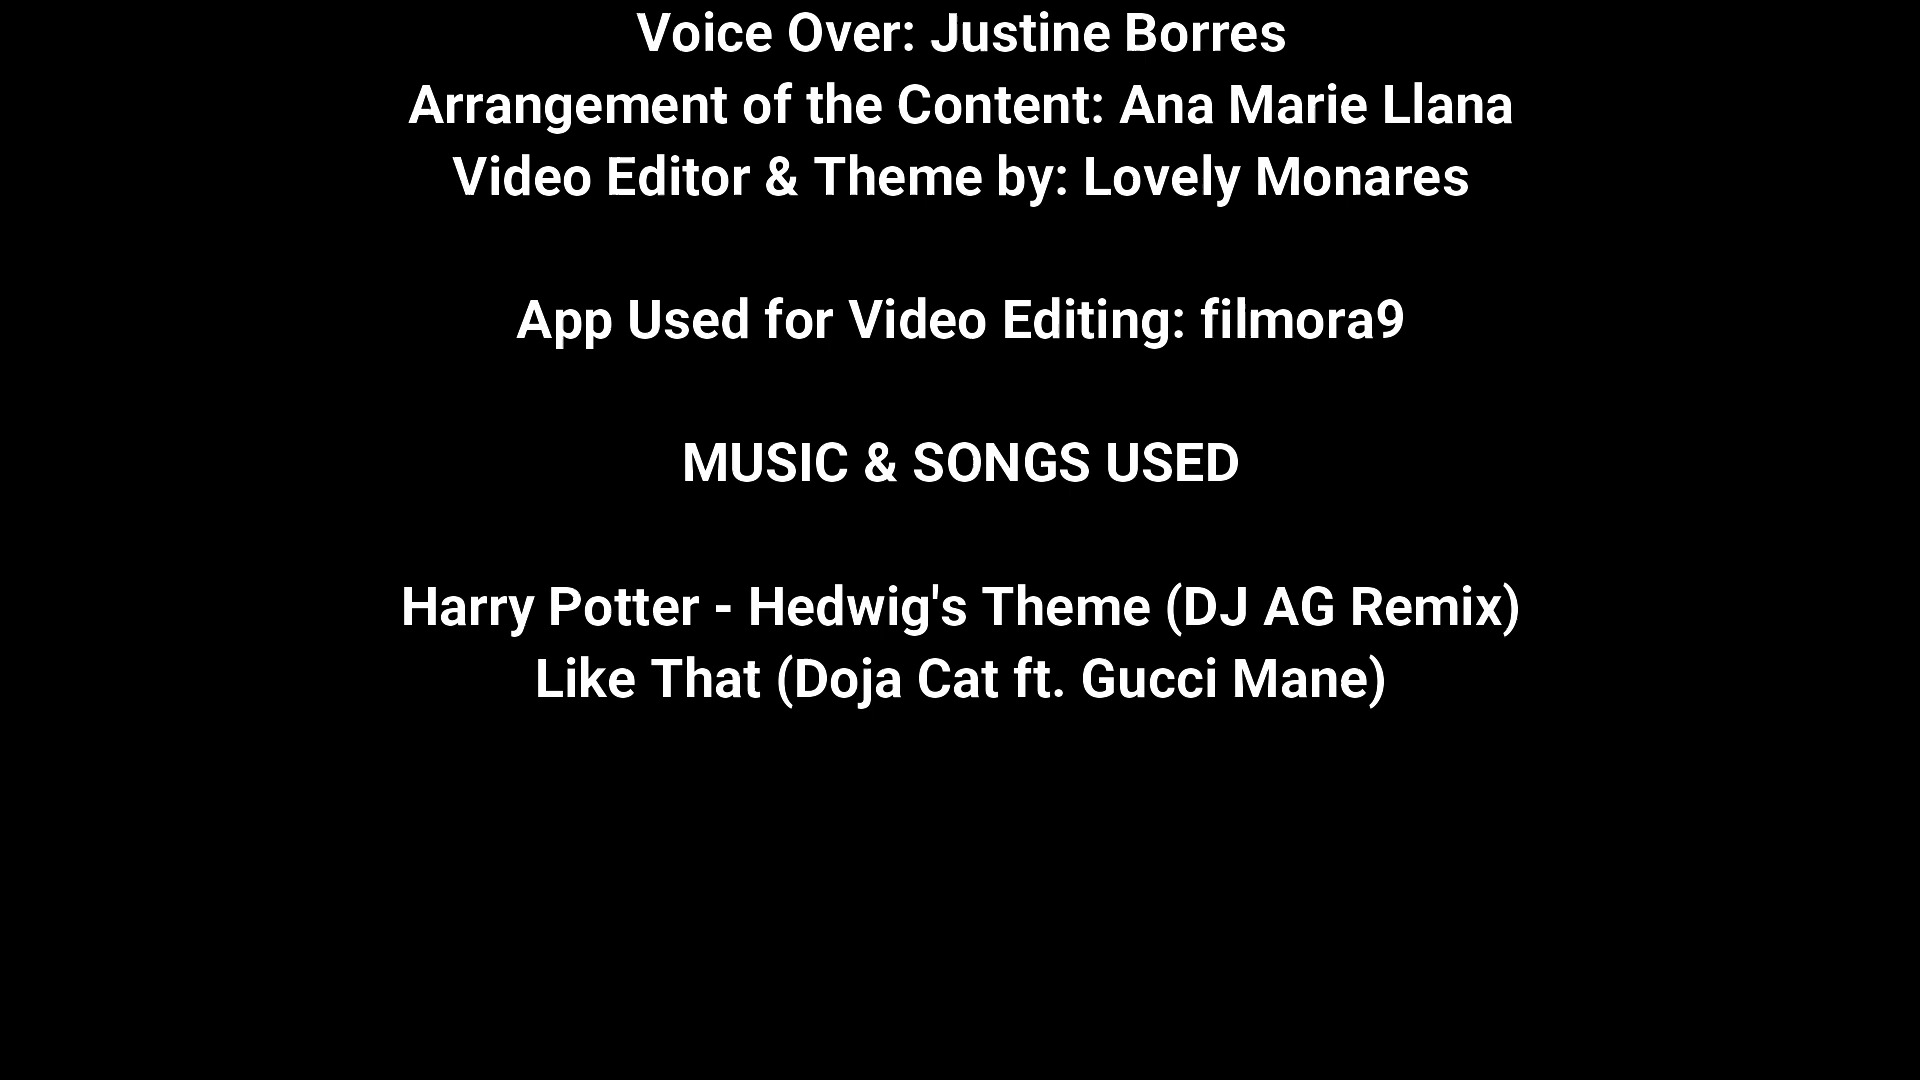 Voice Over: Justine Borres
Arrangement of the Content: Ana Marie Llana
Video Editor & Theme by: Lovely Monares
App Used for Video Editing: filmora9
MUSIC & SONGS USED
Harry Potter - Hedwig's Theme (DJ AG Remix)
Like That (Doja Cat ft. Gucci Mane)